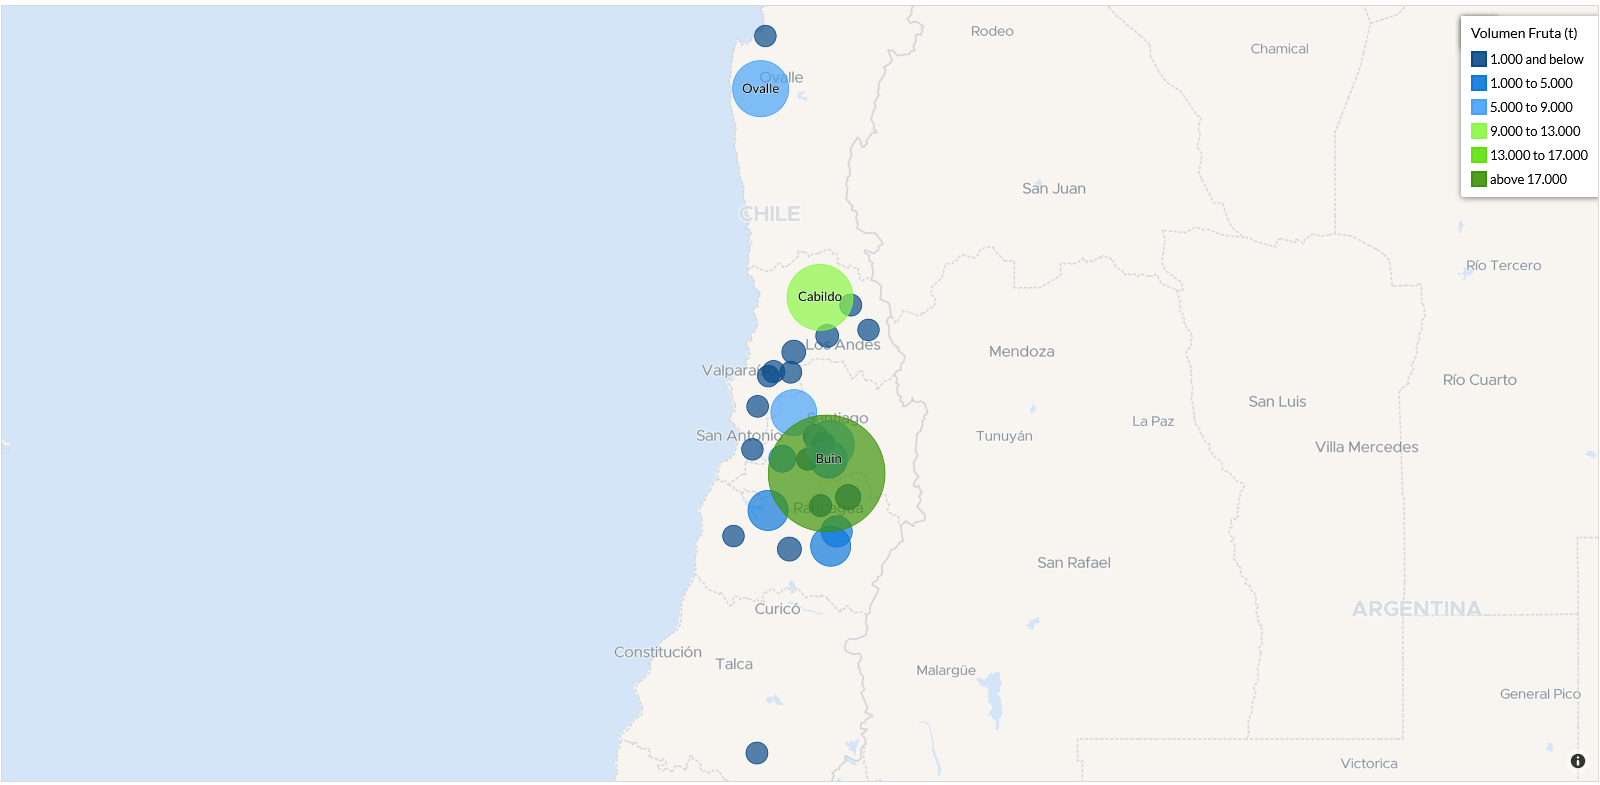 Rodeo
Chamical
Volumen Fruta (t)
1.000 and below
1.000 to 5.000
5.000 to 9.000
9.000 to 13.000
13.000 to 17.000
above 17.000
Ovalle
Ovalle
San Juan
CHILE
Río Tercero
Cabildo
Los Andes
Mendoza
Valparaíso
Río Cuarto
San Luis
Santiago
La Paz
San Antonio
Tunuyán
Villa Mercedes
Buin
Rancagua
San Rafael
Curicó
ARGENTINA
Constitución
Talca
Malargüe
General Pico
Victorica
i